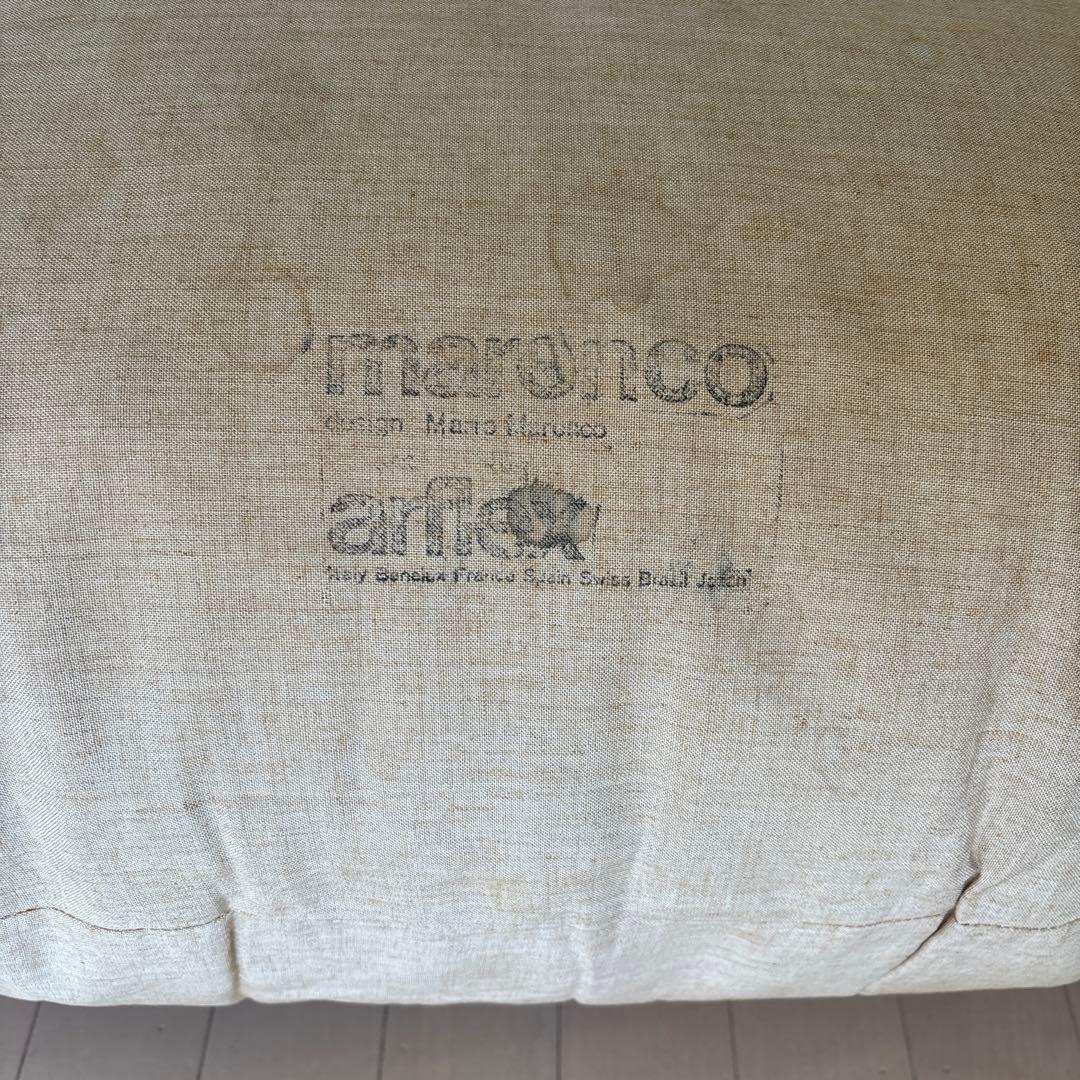 marenco
design: Mario Marenco
arflex
Italy Benelux France Spain Swiss Brasil Japan